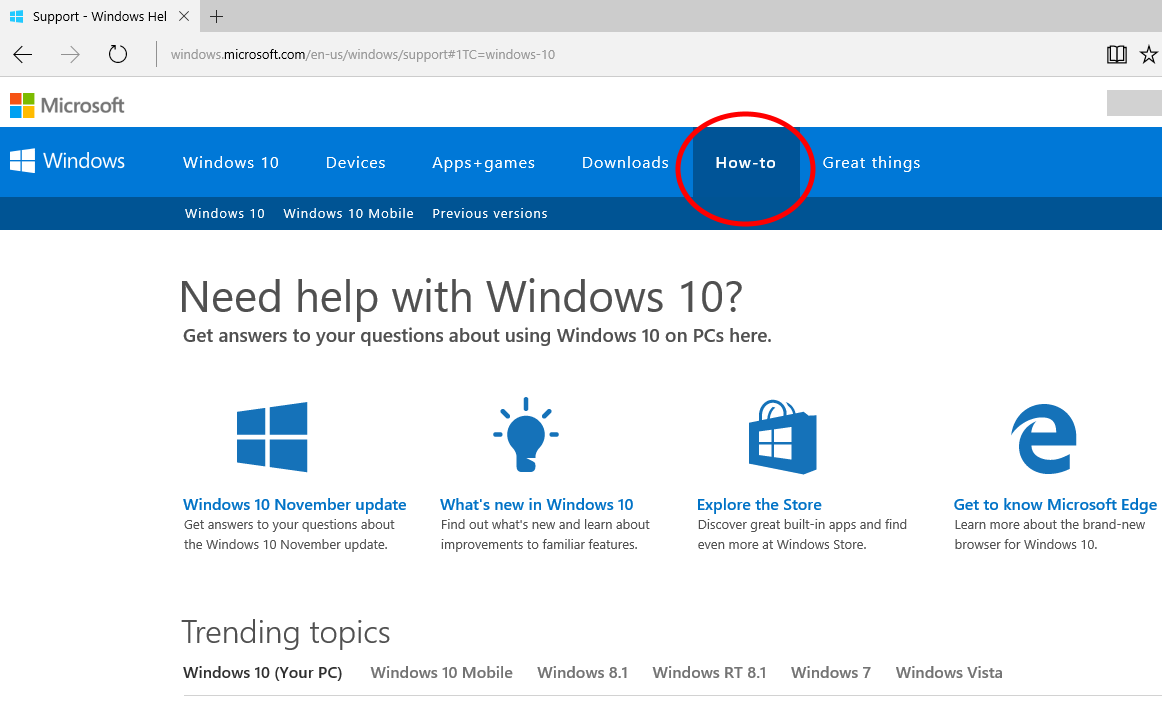 Support - Windows Hel
windows.microsoft.com/en-us/windows/support#1TC=windows-10
Microsoft
Windows
Windows 10 Devices Apps+games Downloads How-to Great things
Windows 10 Windows 10 Mobile Previous versions
Need help with Windows 10?
Get answers to your questions about using Windows 10 on PCs here.
Windows 10 November update
Get answers to your questions about
the Windows 10 November update.
What's new in Windows 10
Find out what's new and learn about
improvements to familiar features.
Explore the Store
Discover great built-in apps and find
even more at Windows Store.
Get to know Microsoft Edge
Learn more about the brand-new
browser for Windows 10.
Trending topics
Windows 10 (Your PC) Windows 10 Mobile Windows 8.1 Windows RT 8.1 Windows 7 Windows Vista